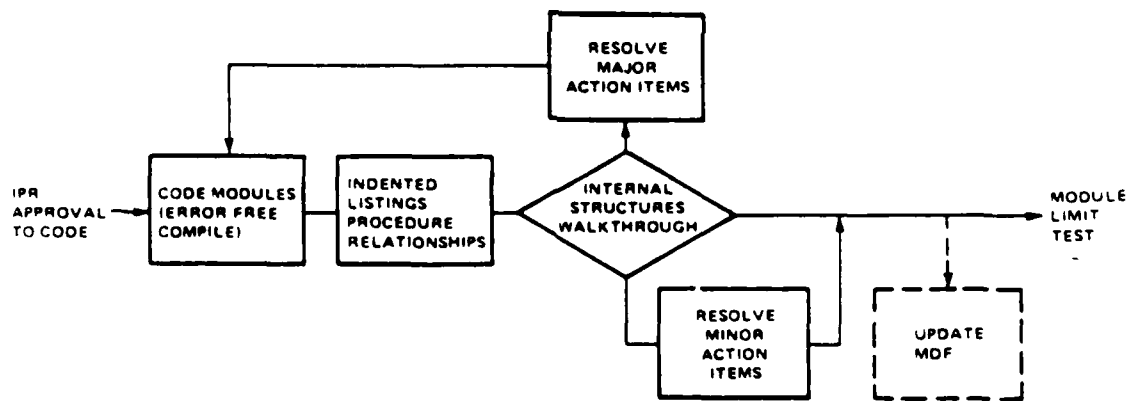 RESOLVE
MAJOR
ACTION ITEMS
IPR
APPROVAL
TO CODE
CODE MODULES
(ERROR FREE
COMPILE)
INDENTED
LISTINGS
PROCEDURE
RELATIONSHIPS
INTERNAL
STRUCTURES
WALKTHROUGH
MODULE
LIMIT
TEST
RESOLVE
MINOR
ACTION
ITEMS
UPDATE
MDF